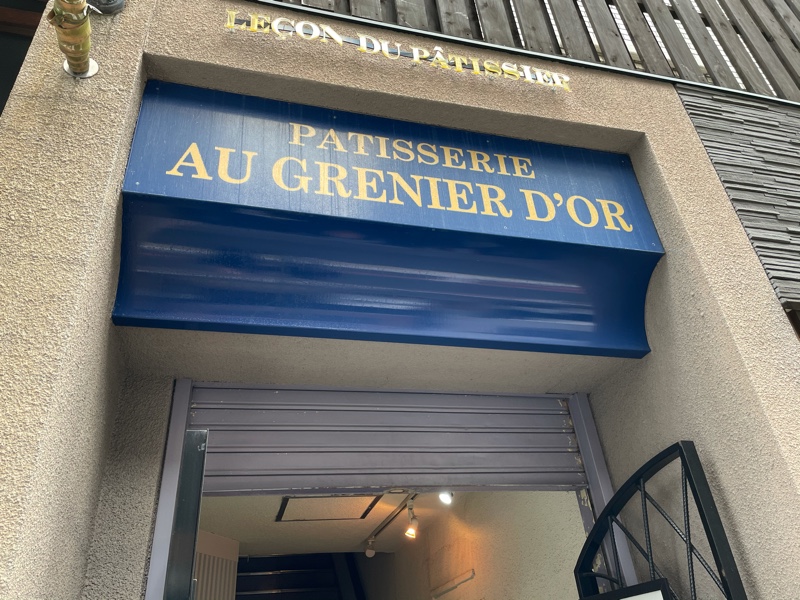 LEÇON DU PÂTISSIER
PATISSERIE
AU GRENIER D'OR